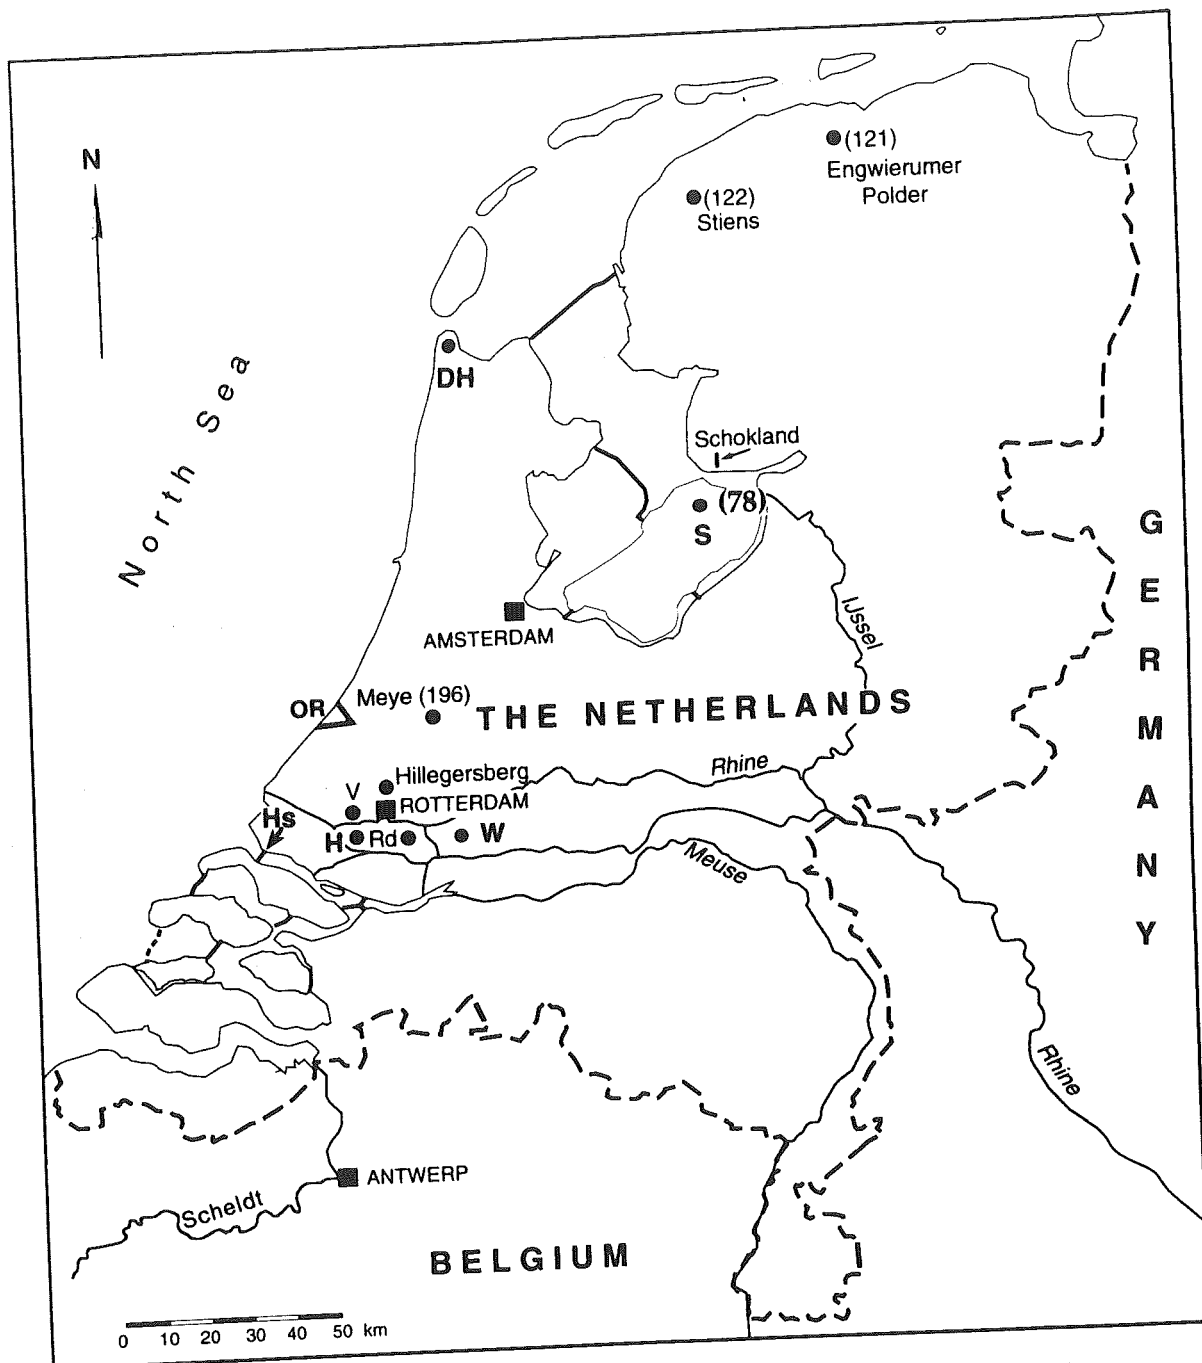 N
(121)
Engwierumer
Polder
(122)
Stiens
DH
North Sea
Schokland
(78)
S
GERMANY
IJssel
AMSTERDAM
OR
Meye (196)
THE NETHERLANDS
Rhine
Hillegersberg
V
ROTTERDAM
Hs
H
Rd
W
Meuse
Rhine
ANTWERP
Scheldt
BELGIUM
0 10 20 30 40 50 km